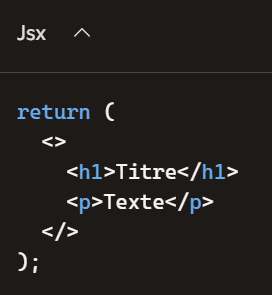 Jsx
return (
  <>
    <h1>Titre</h1>
    <p>Texte</p>
  </>
);